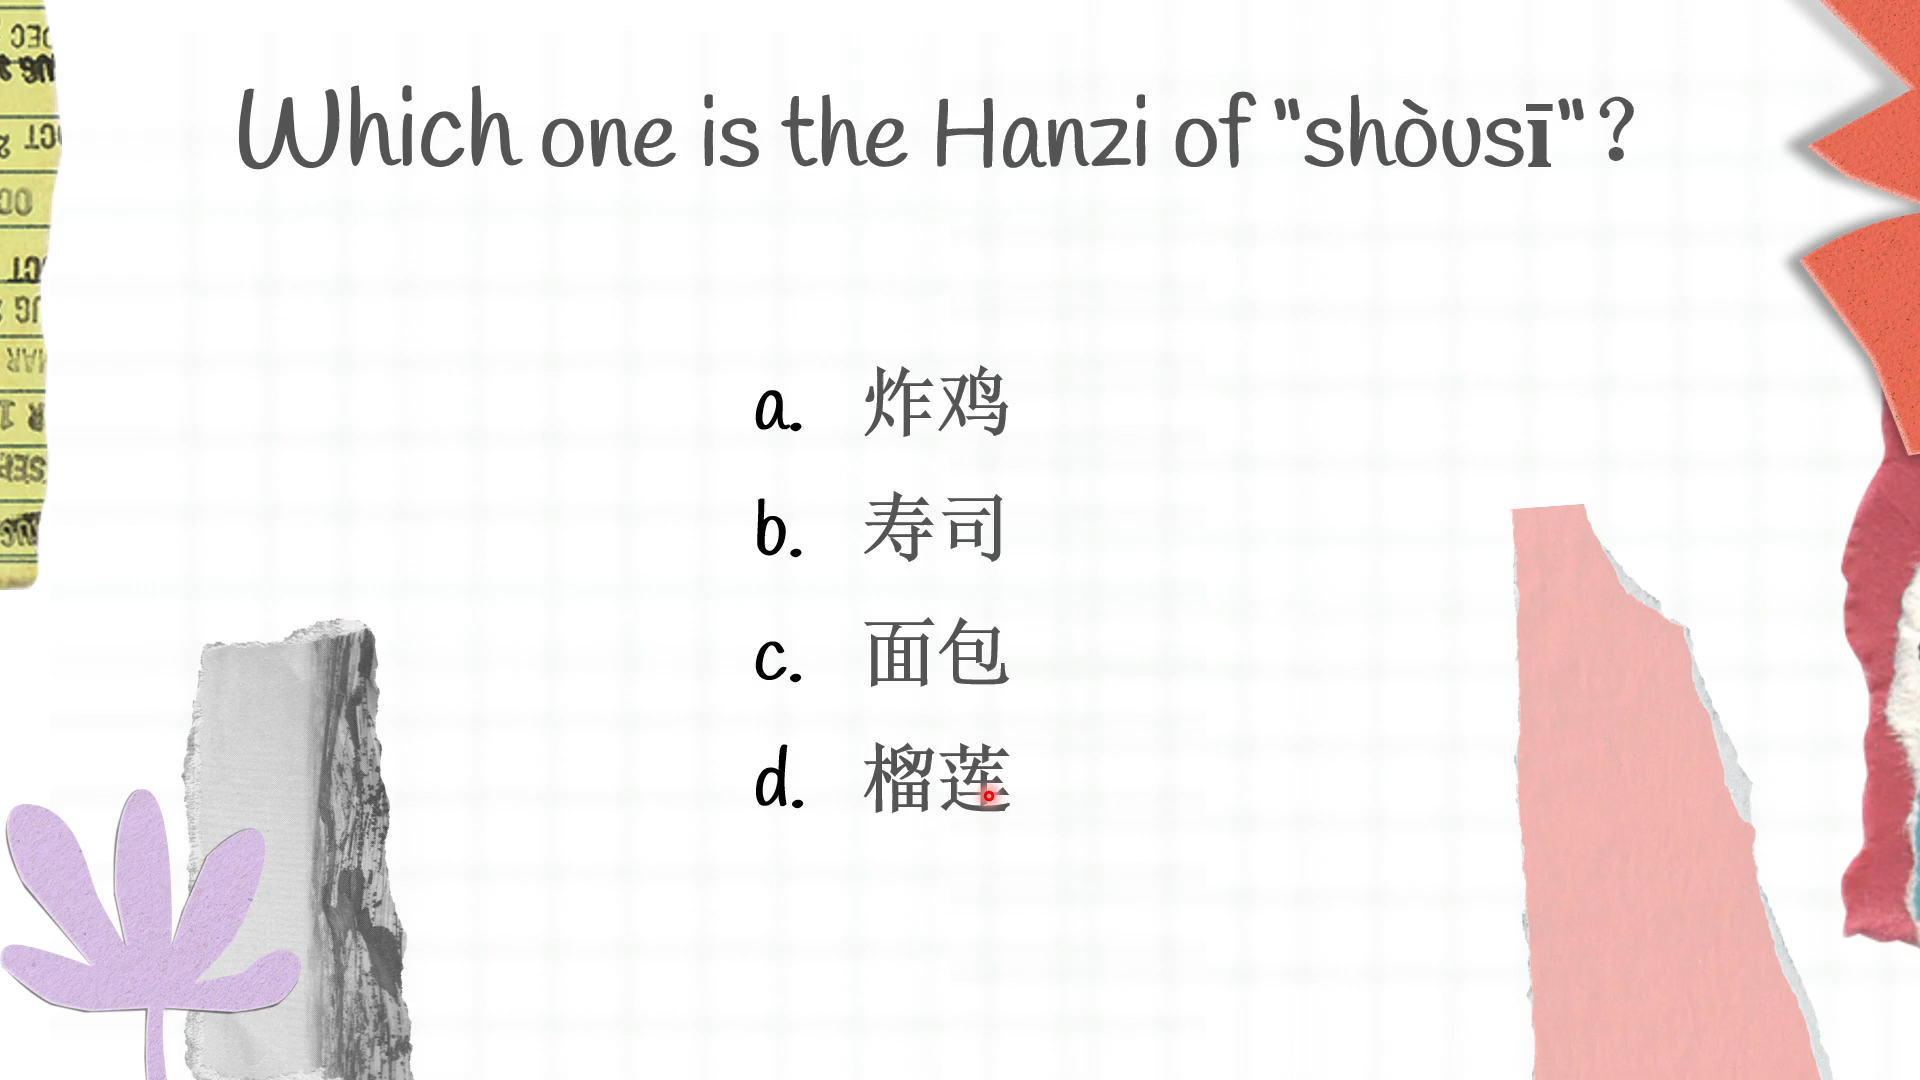 Which one is the Hanzi of "shòusī"?
a. 炸鸡
b. 寿司
c. 面包
d. 榴莲